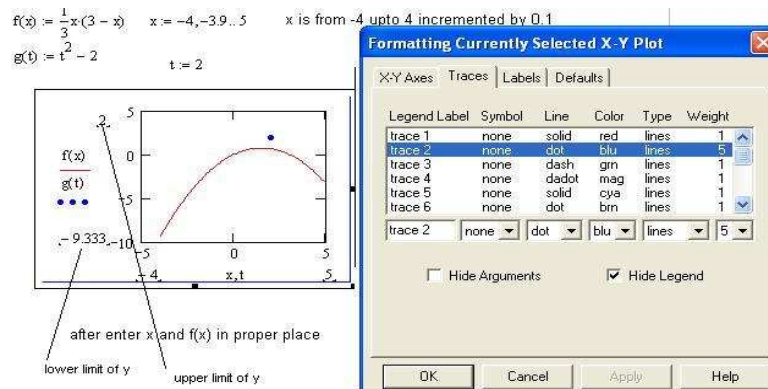 f(x) := 1/3 x·(3 − x)    x := −4,−3.9..5    x is from -4 upto 4 incremented by 0.1
g(t) := t² − 2    t := 2
Formatting Currently Selected X-Y Plot
X-Y Axes Traces Labels Defaults
Legend Label Symbol Line Color Type Weight
trace 1 none solid red lines 1
trace 2 none dot blu lines 5
trace 3 none dash grn lines 1
trace 4 none dadot mag lines 1
trace 5 none solid cya lines 1
trace 6 none dot brn lines 1
trace 2 none dot blu lines 5
Hide Arguments Hide Legend
OK Cancel Apply Help
2
5
0
−5
−10
f(x)
g(t)
−9.333
−5 0 5
−4 x,t 5
after enter x and f(x) in proper place
lower limit of y
upper limit of y